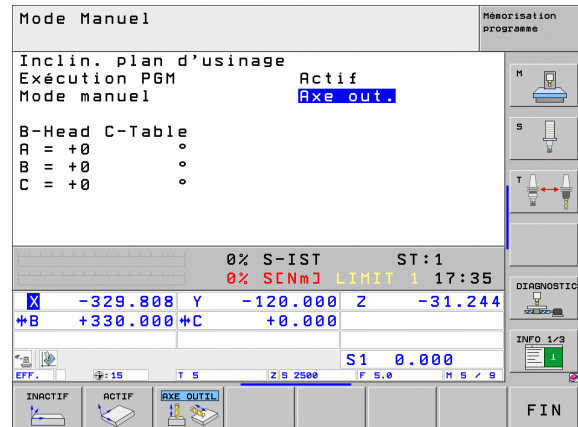 Mode Manuel
Mémorisation
programme
Inclin. plan d'usinage
Exécution PGM Actif
Mode manuel Axe out.
B-Head C-Table
A = +0 °
B = +0 °
C = +0 °
0% S-IST ST:1
0% S[Nm] LIMIT 1 17:35
X -329.808 Y -120.000 Z -31.244
B +330.000 C +0.000
S1 0.000
EFF. :15 T 5 Z S 2500 F 5.0 M 5 / 9
M
S
T
DIAGNOSTIC
INFO 1/3
i
INACTIF
ACTIF
AXE OUTIL
FIN